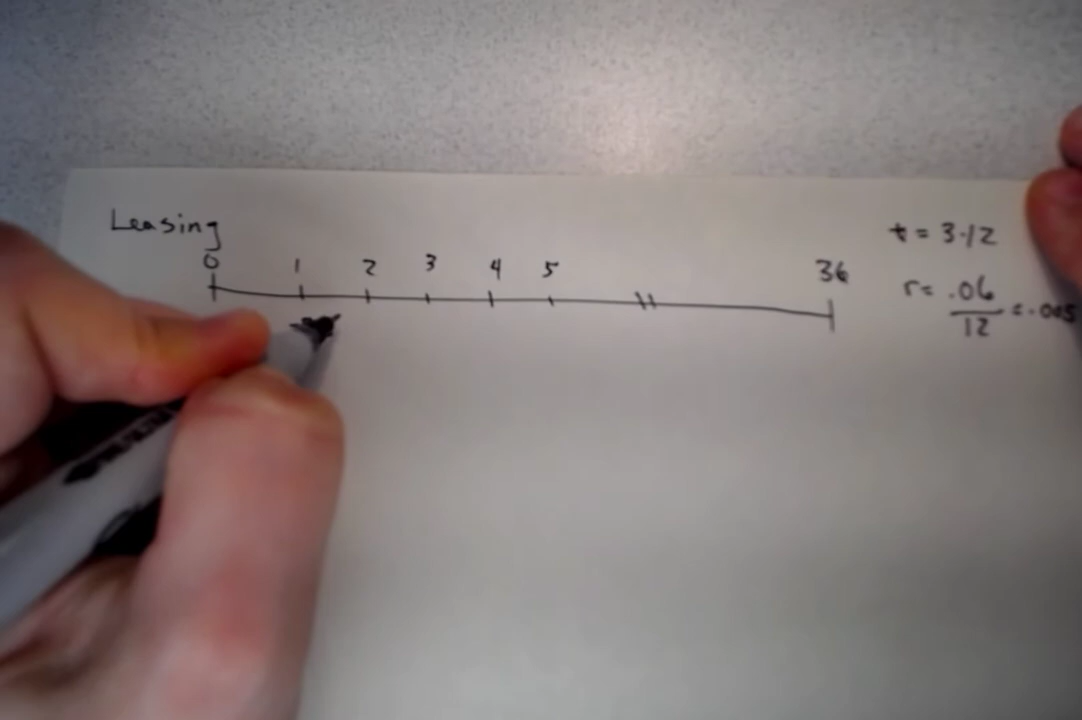 Leasing
0 1 2 3 4 5 36
t = 3·12
r = .06
12
= .005